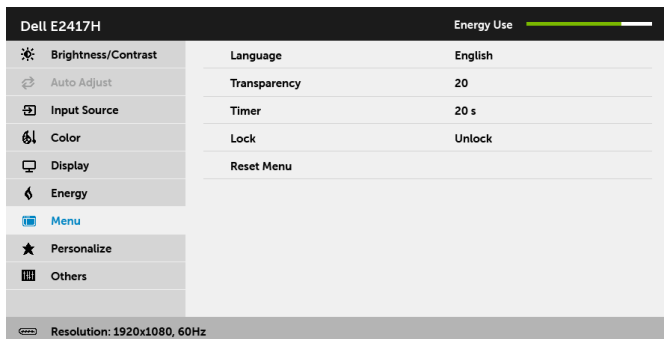 Dell E2417H Energy Use
Brightness/Contrast Language English
Auto Adjust Transparency 20
Input Source Timer 20 s
Color Lock Unlock
Display Reset Menu
Energy
Menu
Personalize
Others
Resolution: 1920x1080, 60Hz